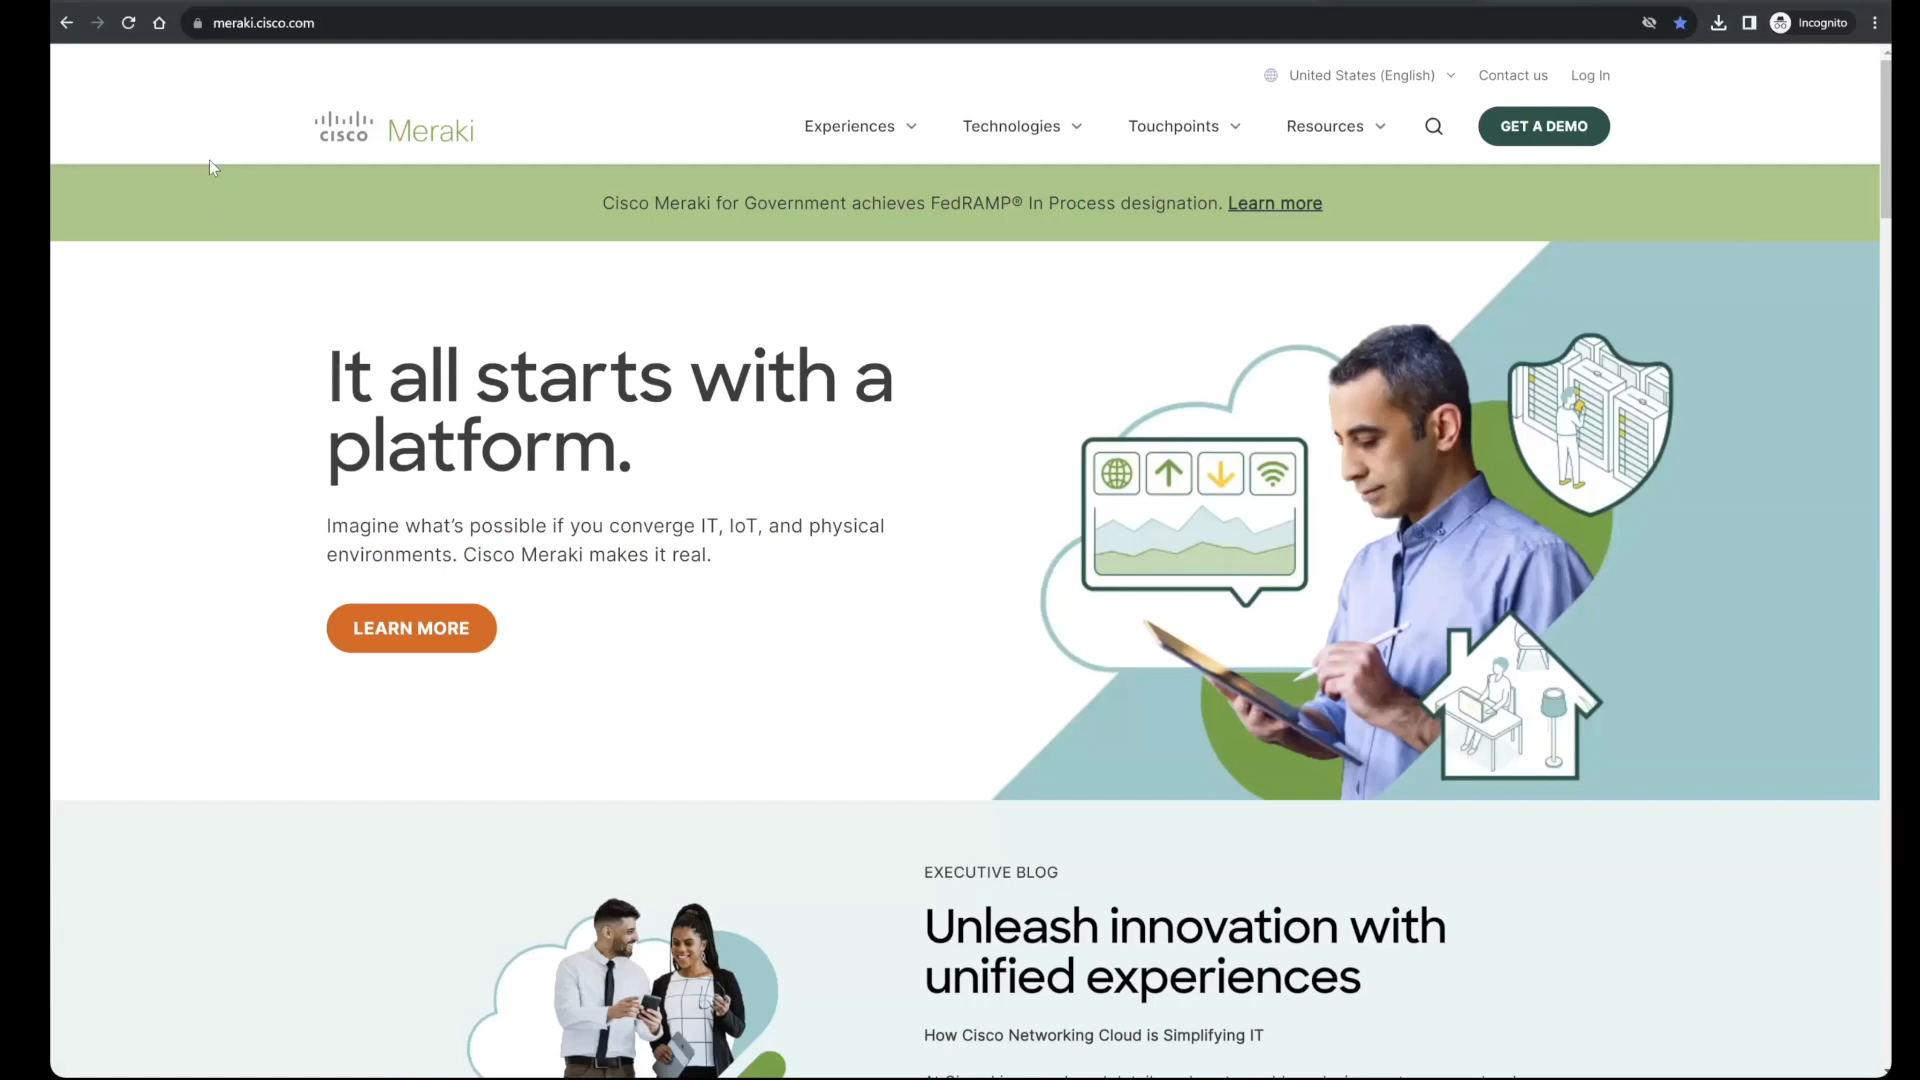 meraki.cisco.com
Incognito
United States (English)
Contact us
Log In
CISCO Meraki
Experiences
Technologies
Touchpoints
Resources
GET A DEMO
Cisco Meraki for Government achieves FedRAMP® In Process designation. Learn more
It all starts with a
platform.
Imagine what's possible if you converge IT, IoT, and physical
environments. Cisco Meraki makes it real.
LEARN MORE
EXECUTIVE BLOG
Unleash innovation with
unified experiences
How Cisco Networking Cloud is Simplifying IT